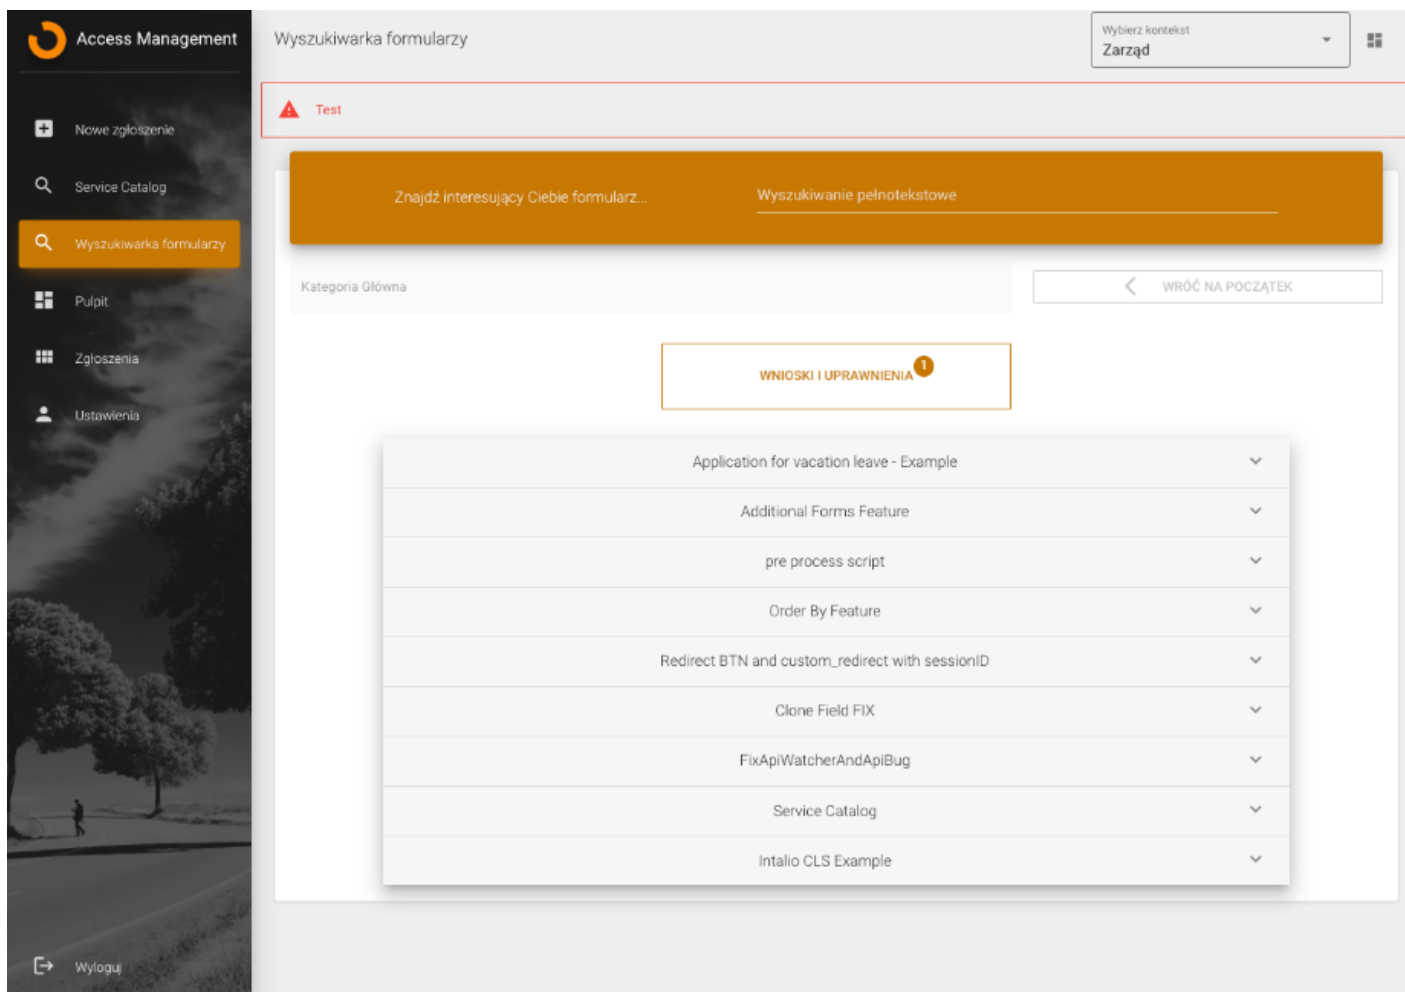 Access Management
Wyszukiwarka formularzy
Wybierz kontekst
Zarząd
Test
Nowe zgłoszenie
Service Catalog
Wyszukiwarka formularzy
Pulpit
Zgłoszenia
Ustawienia
Wyloguj
Znajdź interesujący Ciebie formularz...
Wyszukiwanie pełnotekstowe
Kategoria Główna
WRÓĆ NA POCZĄTEK
WNIOSKI I UPRAWNIENIA 1
Application for vacation leave - Example
Additional Forms Feature
pre process script
Order By Feature
Redirect BTN and custom_redirect with sessionID
Clone Field FIX
FixApiWatcherAndApiBug
Service Catalog
Intalio CLS Example